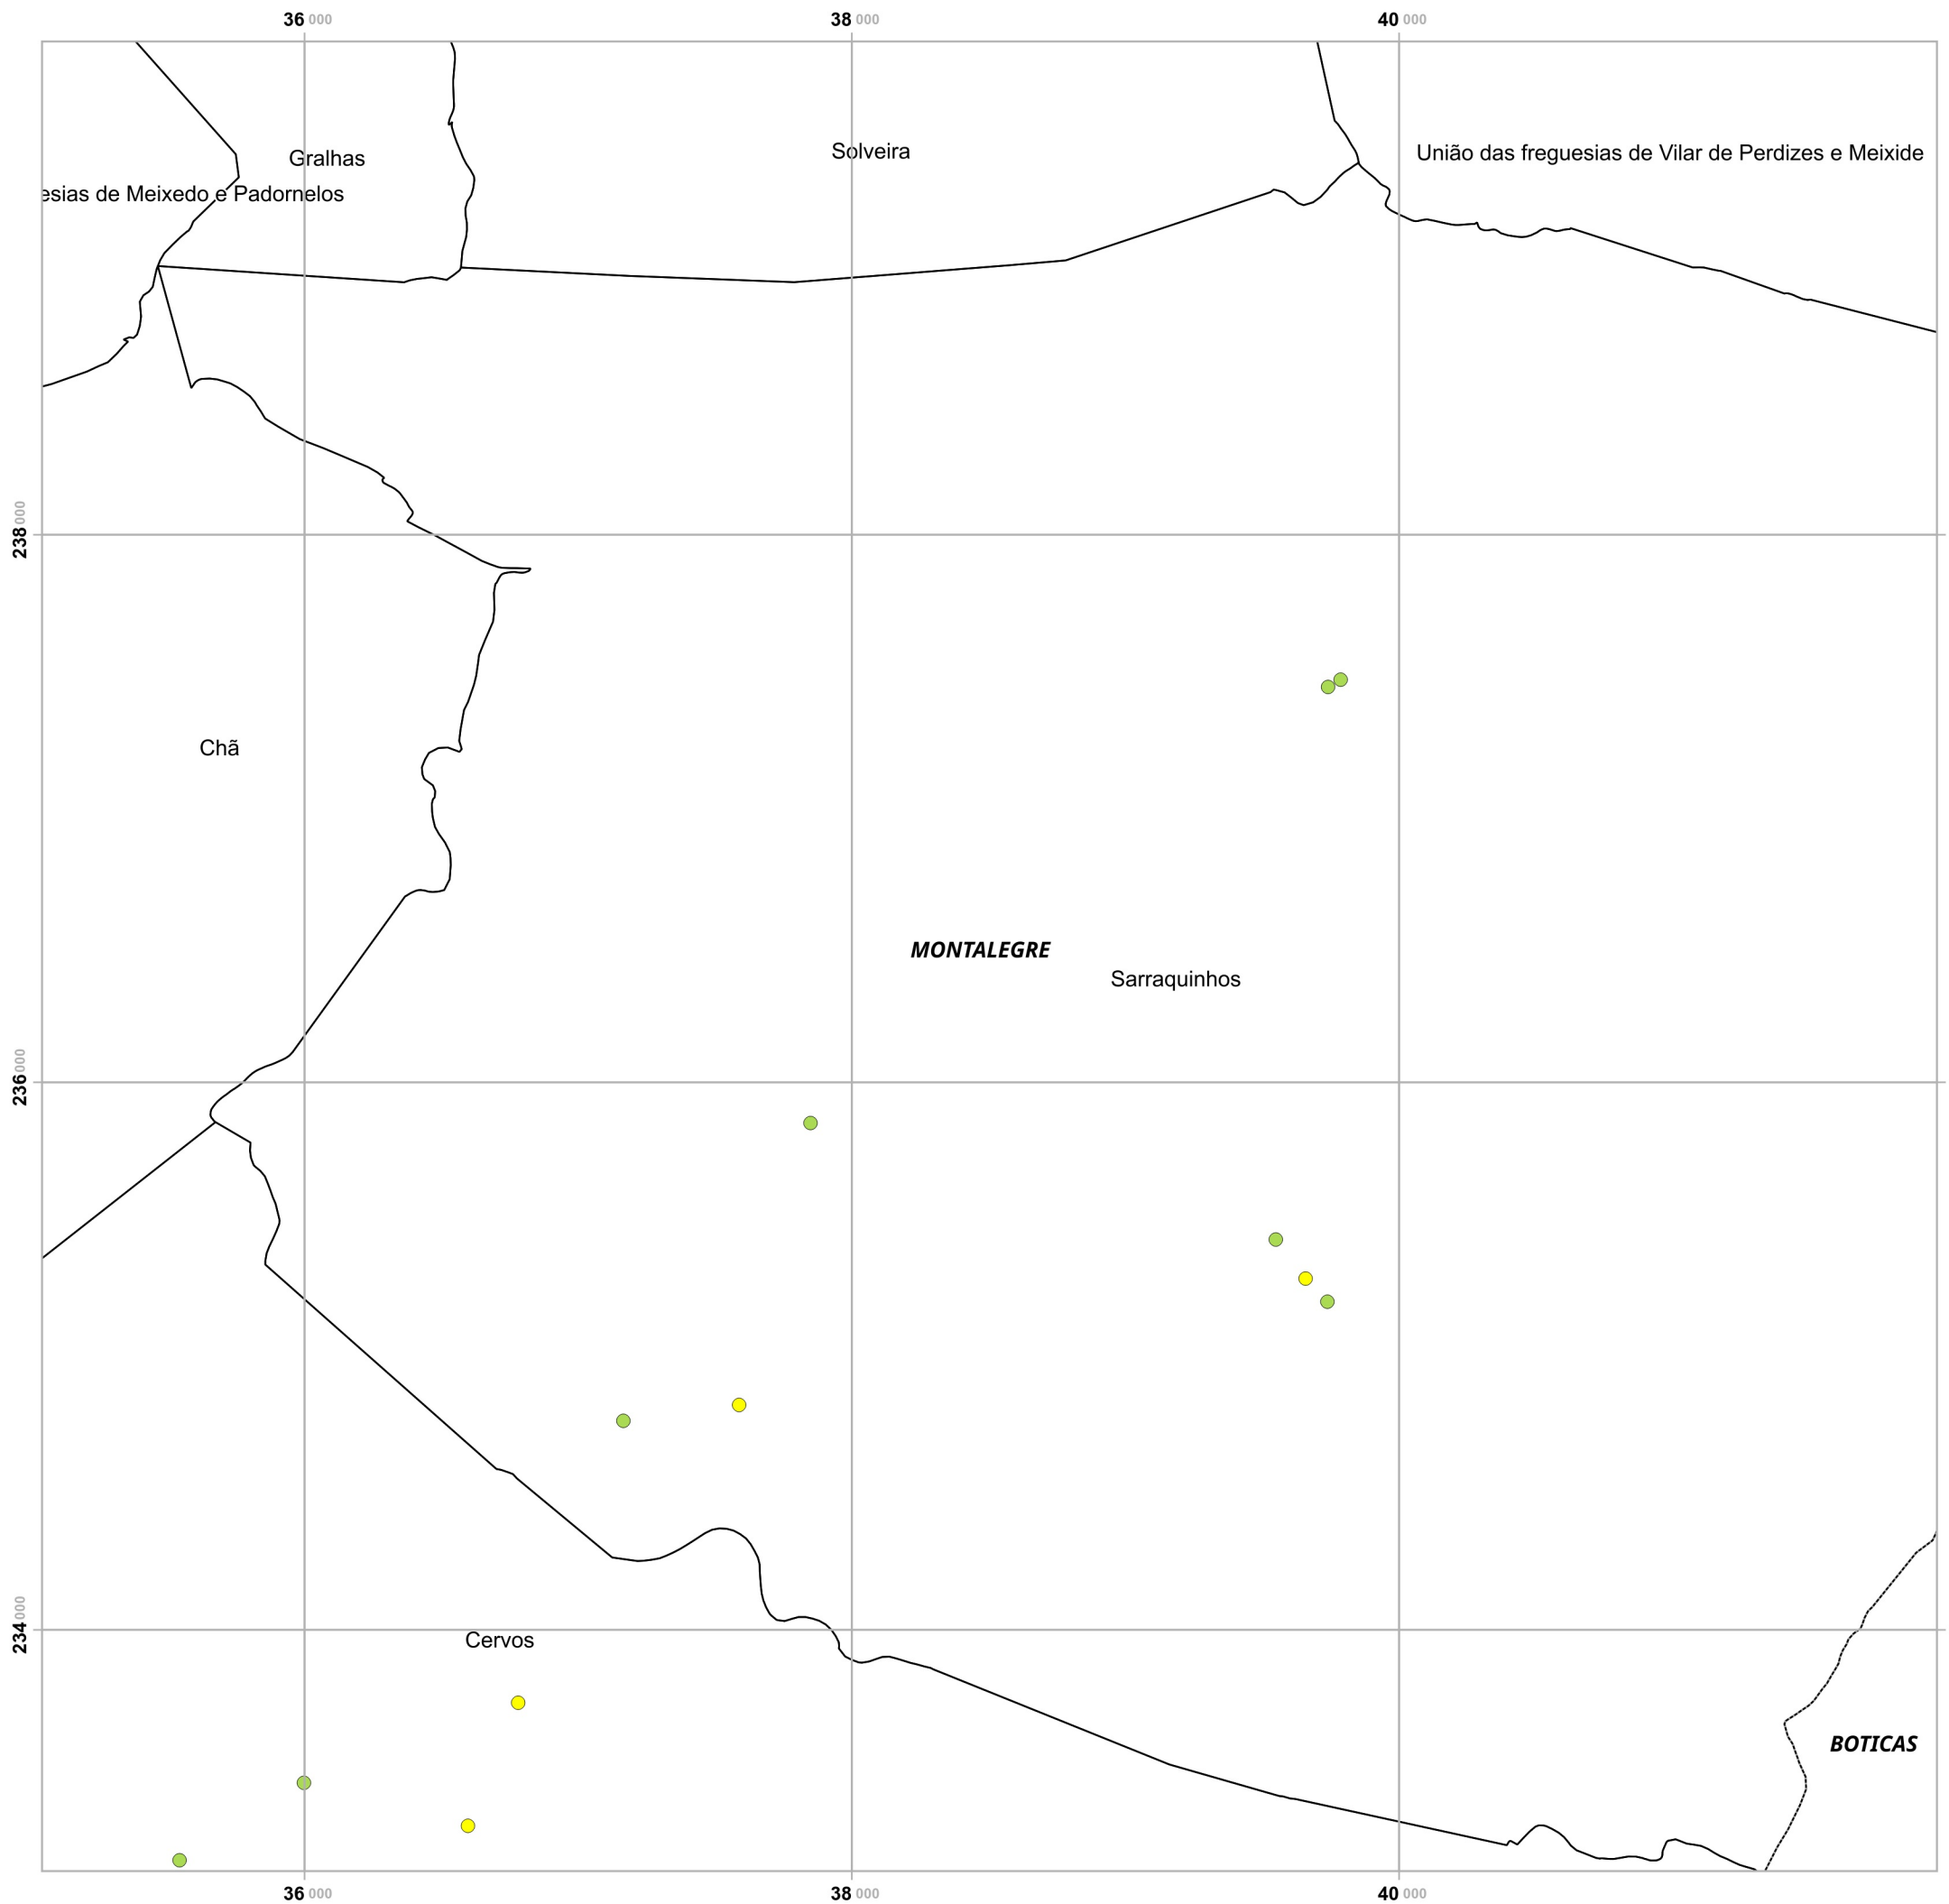 36 000 38 000 40 000
Solveira
União das freguesias de Vilar de Perdizes e Meixide
Gralhas
esias de Meixedo e Padornelos
238 000
Chã
MONTALEGRE
Sarraquinhos
236 000
234 000
Cervos
BOTICAS
36 000 38 000 40 000